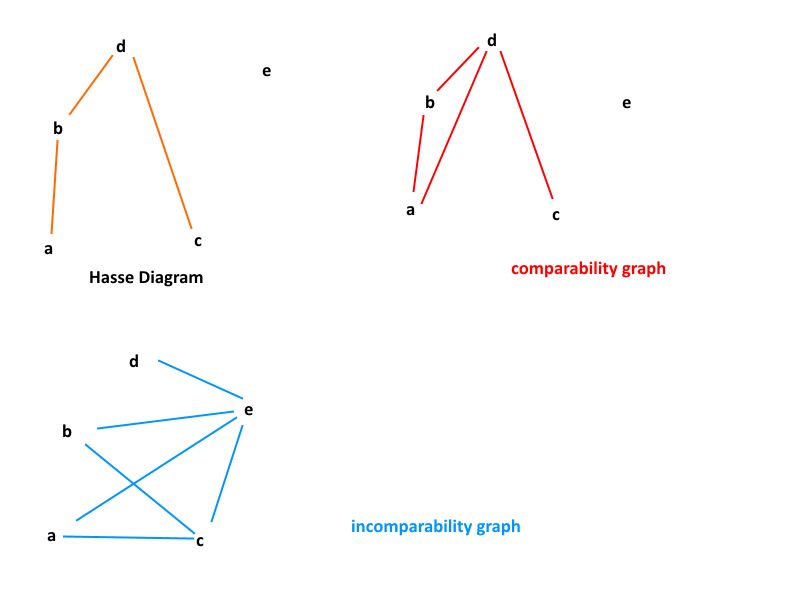 d
e
b
a
c
Hasse Diagram
d
b
e
a
c
comparability graph
d
e
b
a
c
incomparability graph